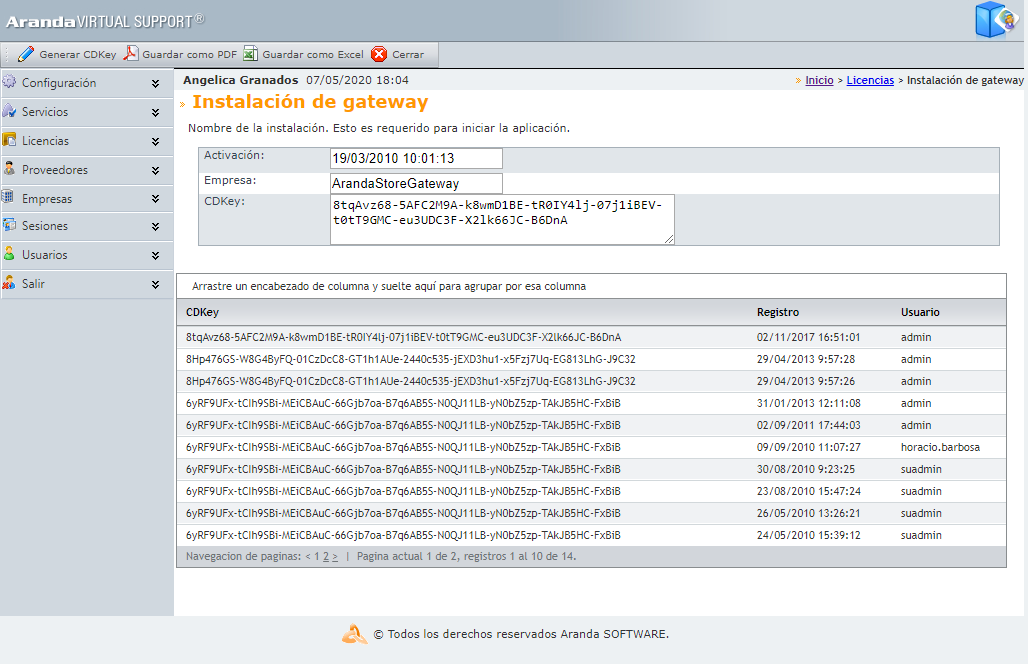 ArandaVIRTUAL SUPPORT®
Generar CDKey Guardar como PDF Guardar como Excel Cerrar
Configuración
Servicios
Licencias
Proveedores
Empresas
Sesiones
Usuarios
Salir
Angelica Granados 07/05/2020 18:04
» Inicio > Licencias > Instalación de gateway
» Instalación de gateway
Nombre de la instalación. Esto es requerido para iniciar la aplicación.
Activación: 19/03/2010 10:01:13
Empresa: ArandaStoreGateway
CDKey: 8tqAvz68-5AFC2M9A-k8wmD1BE-tR0IY4lj-07j1iBEV-
t0tT9GMC-eu3UDC3F-X2lk66JC-B6DnA
Arrastre un encabezado de columna y suelte aquí para agrupar por esa columna
CDKey Registro Usuario
8tqAvz68-5AFC2M9A-k8wmD1BE-tR0IY4lj-07j1iBEV-t0tT9GMC-eu3UDC3F-X2lk66JC-B6DnA 02/11/2017 16:51:01 admin
8Hp476GS-W8G4ByFQ-01CzDcC8-GT1h1AUe-2440c535-jEXD3hu1-x5Fzj7Uq-EG813LhG-J9C32 29/04/2013 9:57:28 admin
8Hp476GS-W8G4ByFQ-01CzDcC8-GT1h1AUe-2440c535-jEXD3hu1-x5Fzj7Uq-EG813LhG-J9C32 29/04/2013 9:57:26 admin
6yRF9UFx-tCIh9SBi-MEiCBAuC-66Gjb7oa-B7q6AB5S-N0QJ11LB-yN0bZ5zp-TAkJB5HC-FxBiB 31/01/2013 12:11:08 admin
6yRF9UFx-tCIh9SBi-MEiCBAuC-66Gjb7oa-B7q6AB5S-N0QJ11LB-yN0bZ5zp-TAkJB5HC-FxBiB 02/09/2011 17:44:03 admin
6yRF9UFx-tCIh9SBi-MEiCBAuC-66Gjb7oa-B7q6AB5S-N0QJ11LB-yN0bZ5zp-TAkJB5HC-FxBiB 09/09/2010 11:07:27 horacio.barbosa
6yRF9UFx-tCIh9SBi-MEiCBAuC-66Gjb7oa-B7q6AB5S-N0QJ11LB-yN0bZ5zp-TAkJB5HC-FxBiB 30/08/2010 9:23:25 suadmin
6yRF9UFx-tCIh9SBi-MEiCBAuC-66Gjb7oa-B7q6AB5S-N0QJ11LB-yN0bZ5zp-TAkJB5HC-FxBiB 23/08/2010 15:47:24 suadmin
6yRF9UFx-tCIh9SBi-MEiCBAuC-66Gjb7oa-B7q6AB5S-N0QJ11LB-yN0bZ5zp-TAkJB5HC-FxBiB 26/05/2010 13:26:21 suadmin
6yRF9UFx-tCIh9SBi-MEiCBAuC-66Gjb7oa-B7q6AB5S-N0QJ11LB-yN0bZ5zp-TAkJB5HC-FxBiB 24/05/2010 15:39:12 suadmin
Navegacion de paginas: < 1 2 > | Pagina actual 1 de 2, registros 1 al 10 de 14.
© Todos los derechos reservados Aranda SOFTWARE.